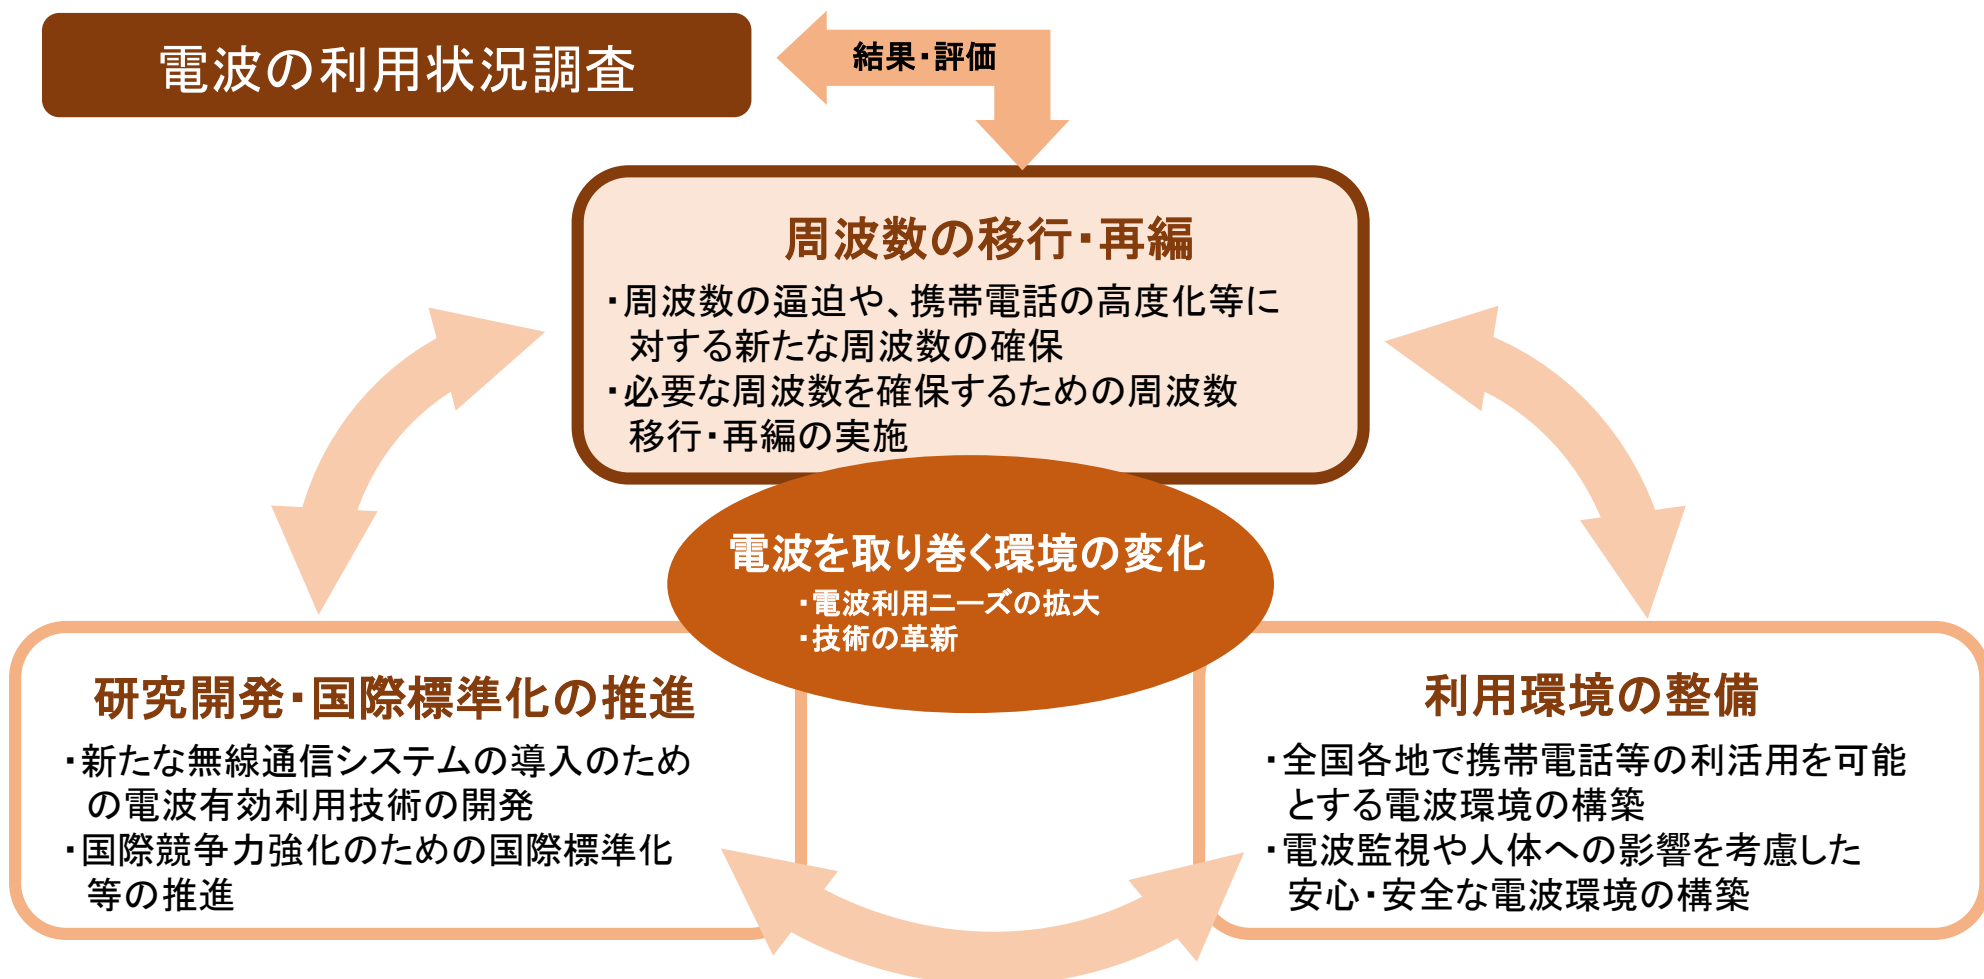 電波の利用状況調査
結果・評価
周波数の移行・再編
・周波数の逼迫や、携帯電話の高度化等に
対する新たな周波数の確保
・必要な周波数を確保するための周波数
移行・再編の実施
電波を取り巻く環境の変化
・電波利用ニーズの拡大
・技術の革新
研究開発・国際標準化の推進
・新たな無線通信システムの導入のため
の電波有効利用技術の開発
・国際競争力強化のための国際標準化
等の推進
利用環境の整備
・全国各地で携帯電話等の利活用を可能
とする電波環境の構築
・電波監視や人体への影響を考慮した
安心・安全な電波環境の構築